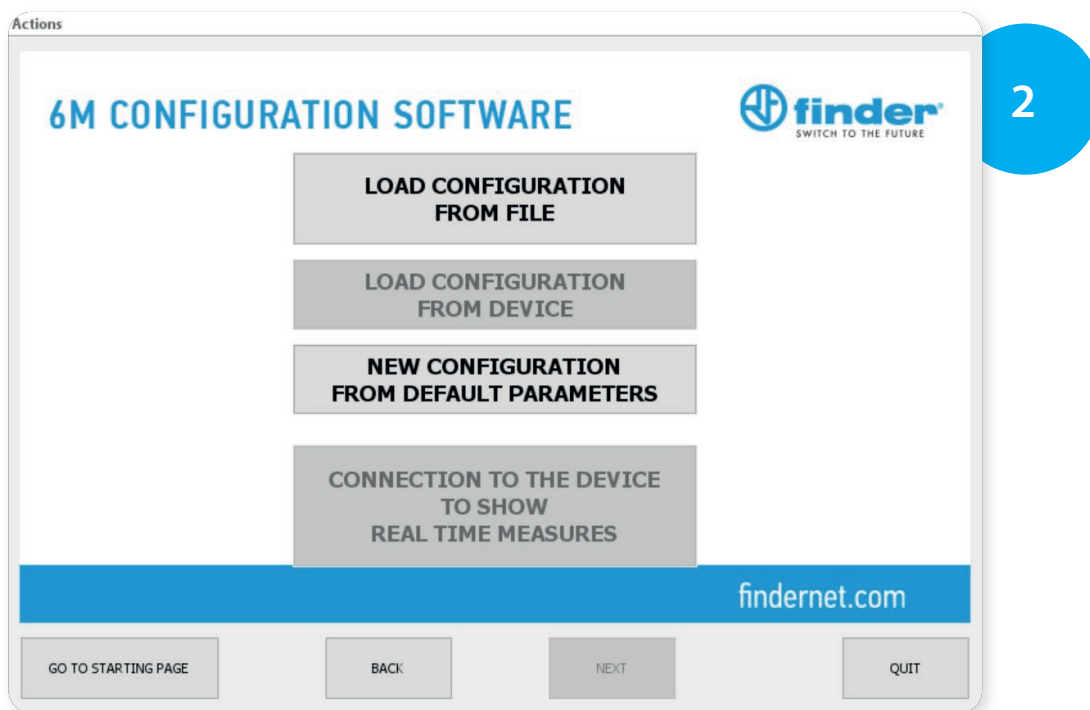 Actions
6M CONFIGURATION SOFTWARE
finder
SWITCH TO THE FUTURE
2
LOAD CONFIGURATION
FROM FILE
LOAD CONFIGURATION
FROM DEVICE
NEW CONFIGURATION
FROM DEFAULT PARAMETERS
CONNECTION TO THE DEVICE
TO SHOW
REAL TIME MEASURES
findernet.com
GO TO STARTING PAGE
BACK
NEXT
QUIT